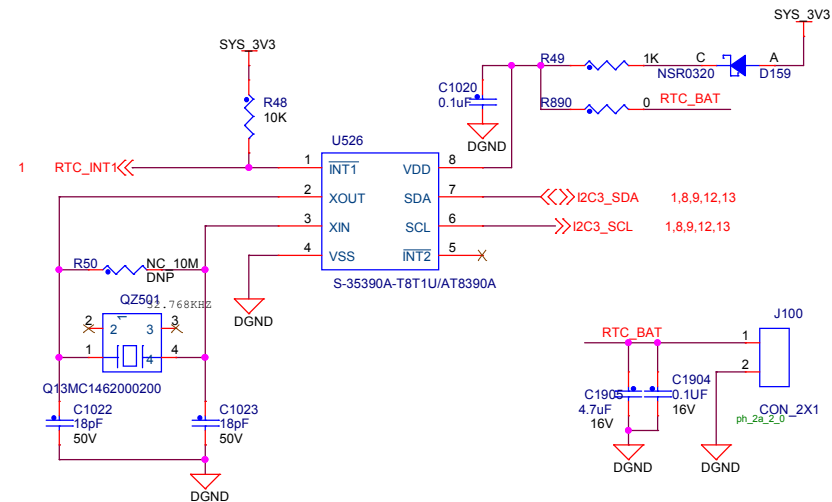 SYS_3V3
SYS_3V3
R49
1K
C
A
NSR0320
D159
R48
10K
C1020
0.1uF
R890
0
RTC_BAT
DGND
U526
1
RTC_INT1
1
INT1
VDD
8
2
XOUT
SDA
7
I2C3_SDA
1,8,9,12,13
3
XIN
SCL
6
I2C3_SCL
1,8,9,12,13
4
VSS
INT2
5
S-35390A-T8T1U/AT8390A
R50
NC_10M
DNP
DGND
QZ501
32.768KHZ
1
2
2
3
3
1
4
4
Q13MC1462000200
C1022
18pF
50V
C1023
18pF
50V
DGND
J100
RTC_BAT
1
2
C1905
4.7uF
16V
C1904
0.1UF
16V
CON_2X1
ph_2a_2_0
DGND
DGND